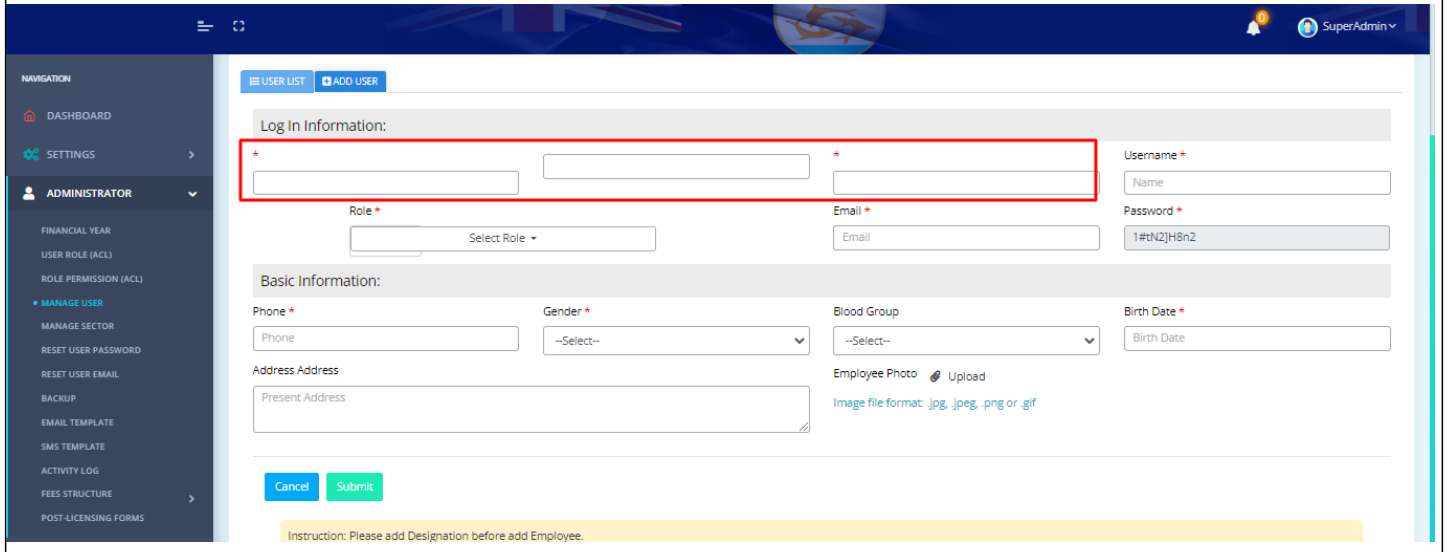 0
SuperAdmin
NAVIGATION
USER LIST
ADD USER
DASHBOARD
Log In Information:
SETTINGS
*
*
Username *
Name
ADMINISTRATOR
Role *
Email *
Password *
Select Role
Email
1#tN2]H8n2
FINANCIAL YEAR
USER ROLE (ACL)
ROLE PERMISSION (ACL)
Basic Information:
MANAGE USER
Phone *
Gender *
Blood Group
Birth Date *
MANAGE SECTOR
Phone
--Select--
--Select--
Birth Date
RESET USER PASSWORD
RESET USER EMAIL
Address Address
Employee Photo
Upload
BACKUP
Present Address
Image file format: .jpg, .jpeg, .png or .gif
EMAIL TEMPLATE
SMS TEMPLATE
ACTIVITY LOG
FEES STRUCTURE
Cancel
Submit
POST-LICENSING FORMS
Instruction: Please add Designation before add Employee.